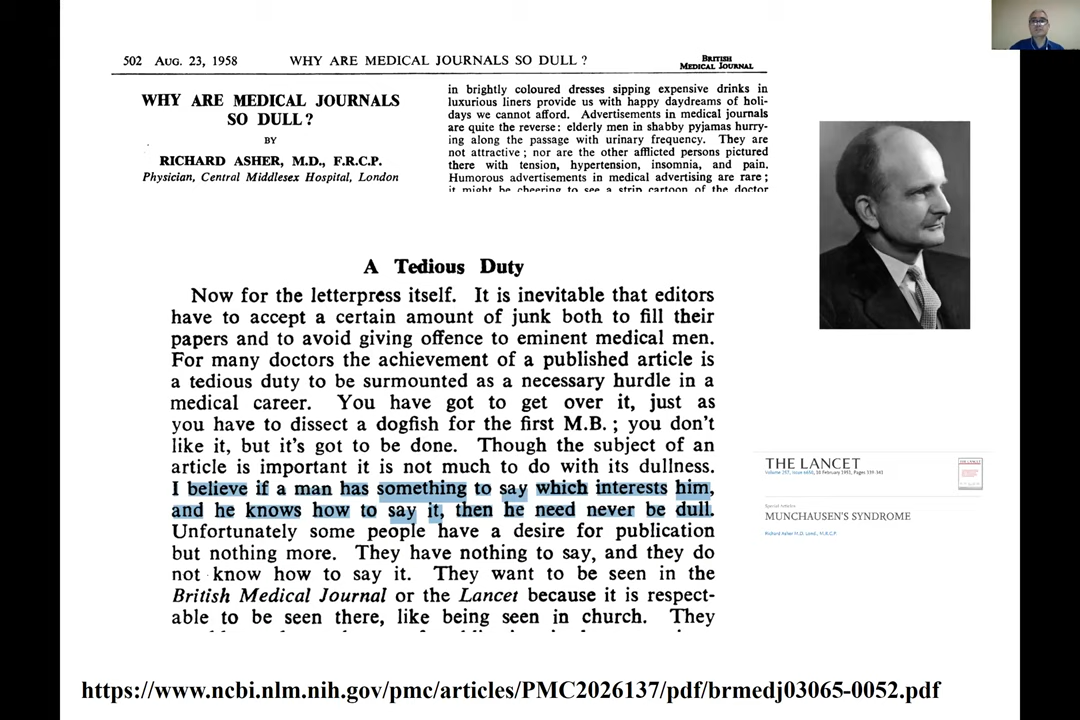 502 AUG. 23, 1958 WHY ARE MEDICAL JOURNALS SO DULL ? BRITISH
MEDICAL JOURNAL
WHY ARE MEDICAL JOURNALS
SO DULL ?
BY
RICHARD ASHER, M.D., F.R.C.P.
Physician, Central Middlesex Hospital, London
in brightly coloured dresses sipping expensive drinks in
luxurious liners provide us with happy daydreams of holi-
days we cannot afford. Advertisements in medical journals
are quite the reverse: elderly men in shabby pyjamas hurry-
ing along the passage with urinary frequency. They are
not attractive ; nor are the other afflicted persons pictured
there with tension, hypertension, insomnia, and pain.
Humorous advertisements in medical advertising are rare ;
it might be cheering to see a strip cartoon of the doctor
A Tedious Duty
Now for the letterpress itself. It is inevitable that editors
have to accept a certain amount of junk both to fill their
papers and to avoid giving offence to eminent medical men.
For many doctors the achievement of a published article is
a tedious duty to be surmounted as a necessary hurdle in a
medical career. You have got to get over it, just as
you have to dissect a dogfish for the first M.B. ; you don't
like it, but it's got to be done. Though the subject of an
article is important it is not much to do with its dullness.
I believe if a man has something to say which interests him,
and he knows how to say it, then he need never be dull.
Unfortunately some people have a desire for publication
but nothing more. They have nothing to say, and they do
not know how to say it. They want to be seen in the
British Medical Journal or the Lancet because it is respect-
able to be seen there, like being seen in church. They
THE LANCET
MUNCHAUSEN'S SYNDROME
Richard Asher M.D. Lond., M.R.C.P.
https://www.ncbi.nlm.nih.gov/pmc/articles/PMC2026137/pdf/brmedj03065-0052.pdf